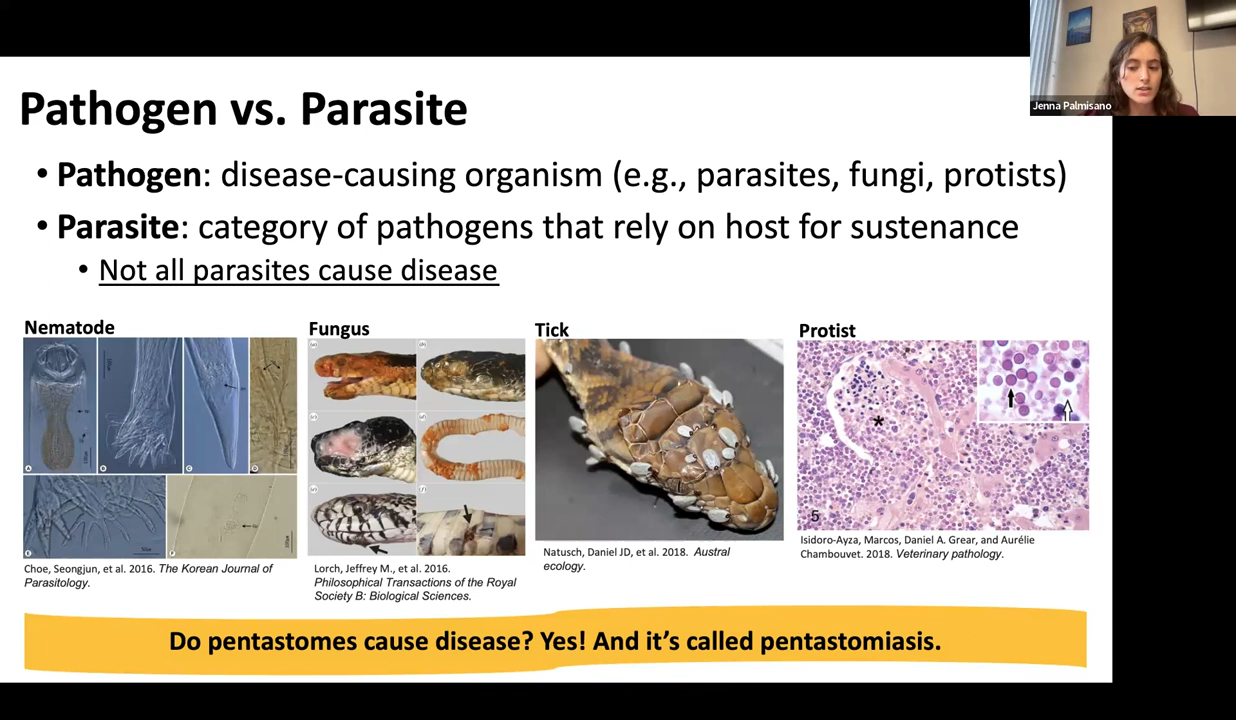 Jenna Palmisano
Pathogen vs. Parasite
• Pathogen: disease-causing organism (e.g., parasites, fungi, protists)
• Parasite: category of pathogens that rely on host for sustenance
• Not all parasites cause disease
Nematode
Fungus
Tick
Protist
A
B
C
D
E
F
(a)
(b)
(c)
(d)
(e)
(f)
*
5
Choe, Seongjun, et al. 2016. The Korean Journal of
Parasitology.
Lorch, Jeffrey M., et al. 2016.
Philosophical Transactions of the Royal
Society B: Biological Sciences.
Natusch, Daniel JD, et al. 2018. Austral
ecology.
Isidoro-Ayza, Marcos, Daniel A. Grear, and Aurélie
Chambouvet. 2018. Veterinary pathology.
Do pentastomes cause disease? Yes! And it's called pentastomiasis.